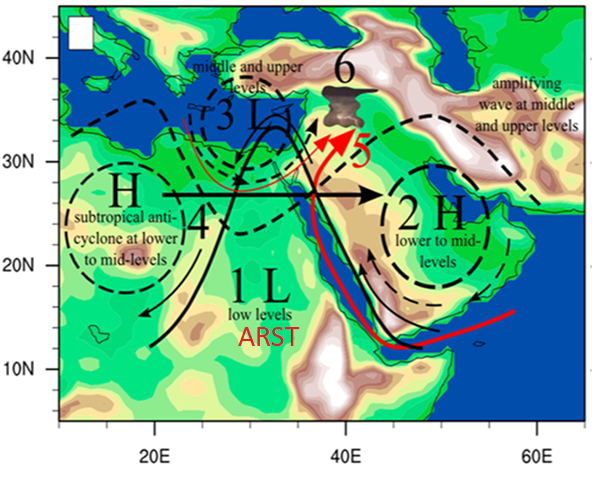 40N
6
middle and upper
levels
amplifying
wave at middle
and upper levels
3 L
5
30N
H
subtropical anti-
cyclone at lower
to mid-levels
4
2 H
lower to mid-
levels
20N
1 L
low levels
ARST
10N
20E
40E
60E